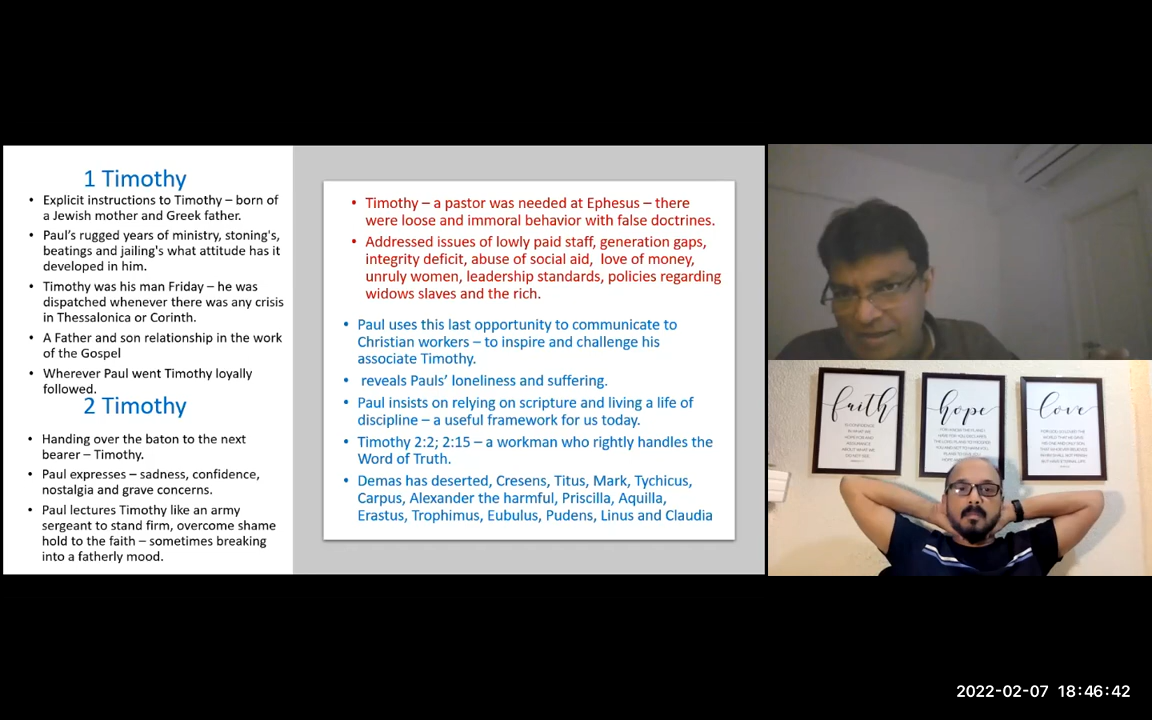 1 Timothy
• Explicit instructions to Timothy – born of
a Jewish mother and Greek father.
• Paul's rugged years of ministry, stoning's,
beatings and jailing's what attitude has it
developed in him.
• Timothy was his man Friday – he was
dispatched whenever there was any crisis
in Thessalonica or Corinth.
• A Father and son relationship in the work
of the Gospel
• Wherever Paul went Timothy loyally
followed.
2 Timothy
• Handing over the baton to the next
bearer – Timothy.
• Paul expresses – sadness, confidence,
nostalgia and grave concerns.
• Paul lectures Timothy like an army
sergeant to stand firm, overcome shame
hold to the faith – sometimes breaking
into a fatherly mood.
• Timothy – a pastor was needed at Ephesus – there
were loose and immoral behavior with false doctrines.
• Addressed issues of lowly paid staff, generation gaps,
integrity deficit, abuse of social aid, love of money,
unruly women, leadership standards, policies regarding
widows slaves and the rich.
• Paul uses this last opportunity to communicate to
Christian workers – to inspire and challenge his
associate Timothy.
• reveals Pauls' loneliness and suffering.
• Paul insists on relying on scripture and living a life of
discipline – a useful framework for us today.
• Timothy 2:2; 2:15 – a workman who rightly handles the
Word of Truth.
• Demas has deserted, Cresens, Titus, Mark, Tychicus,
Carpus, Alexander the harmful, Priscilla, Aquilla,
Erastus, Trophimus, Eubulus, Pudens, Linus and Claudia
faith
hope
love
2022-02-07 18:46:42